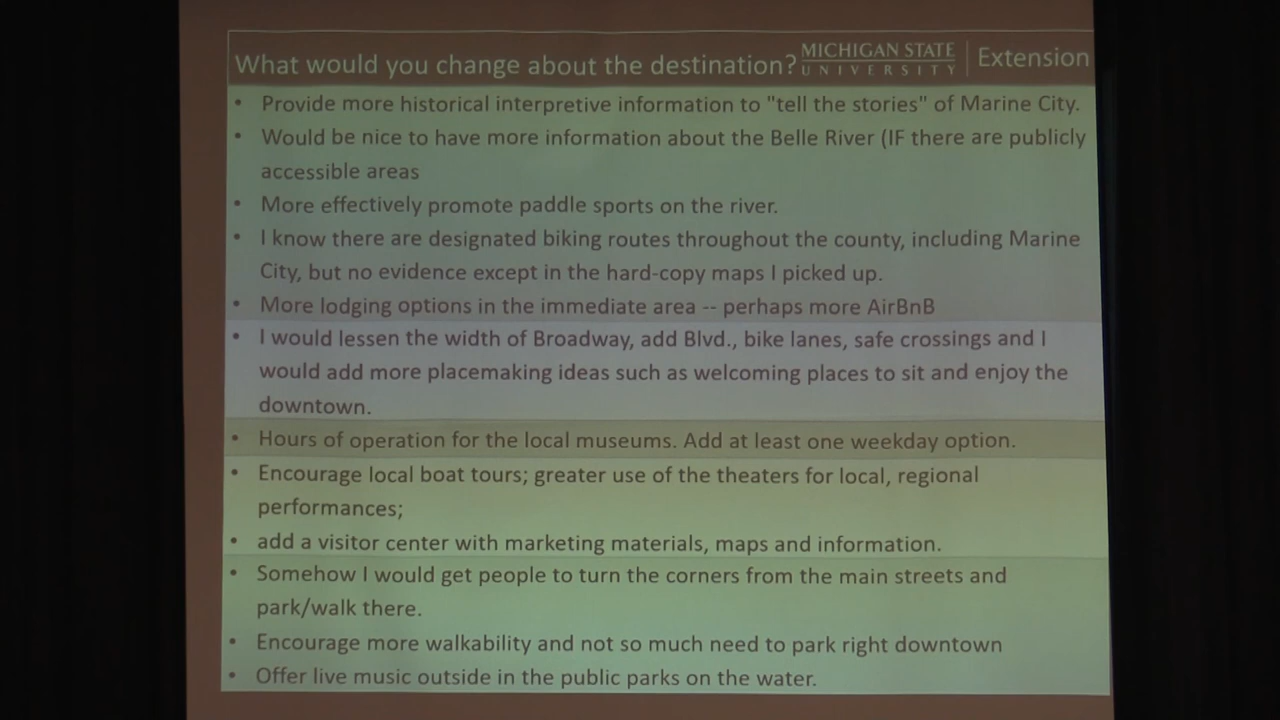 What would you change about the destination? MICHIGAN STATE UNIVERSITY | Extension
• Provide more historical interpretive information to "tell the stories" of Marine City.
• Would be nice to have more information about the Belle River (IF there are publicly
accessible areas
• More effectively promote paddle sports on the river.
• I know there are designated biking routes throughout the county, including Marine
City, but no evidence except in the hard-copy maps I picked up.
• More lodging options in the immediate area -- perhaps more AirBnB
• I would lessen the width of Broadway, add Blvd., bike lanes, safe crossings and I
would add more placemaking ideas such as welcoming places to sit and enjoy the
downtown.
• Hours of operation for the local museums. Add at least one weekday option.
• Encourage local boat tours; greater use of the theaters for local, regional
performances;
• add a visitor center with marketing materials, maps and information.
• Somehow I would get people to turn the corners from the main streets and
park/walk there.
• Encourage more walkability and not so much need to park right downtown
• Offer live music outside in the public parks on the water.